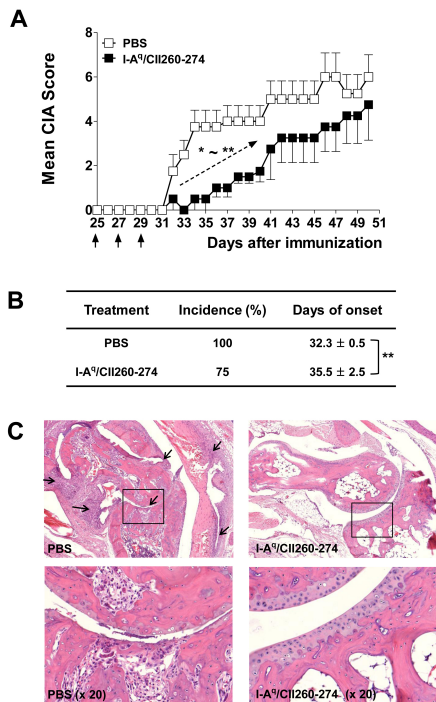 A
PBS
I-Aq/CII260-274
Mean CIA Score
8
6
4
2
0
* ~ **
25 27 29 31 33 35 37 39 41 43 45 47 49 51
Days after immunization
B
Treatment Incidence (%) Days of onset
PBS 100 32.3 ± 0.5
**
I-Aq/CII260-274 75 35.5 ± 2.5
C
PBS I-Aq/CII260-274
PBS (x 20) I-Aq/CII260-274 (x 20)